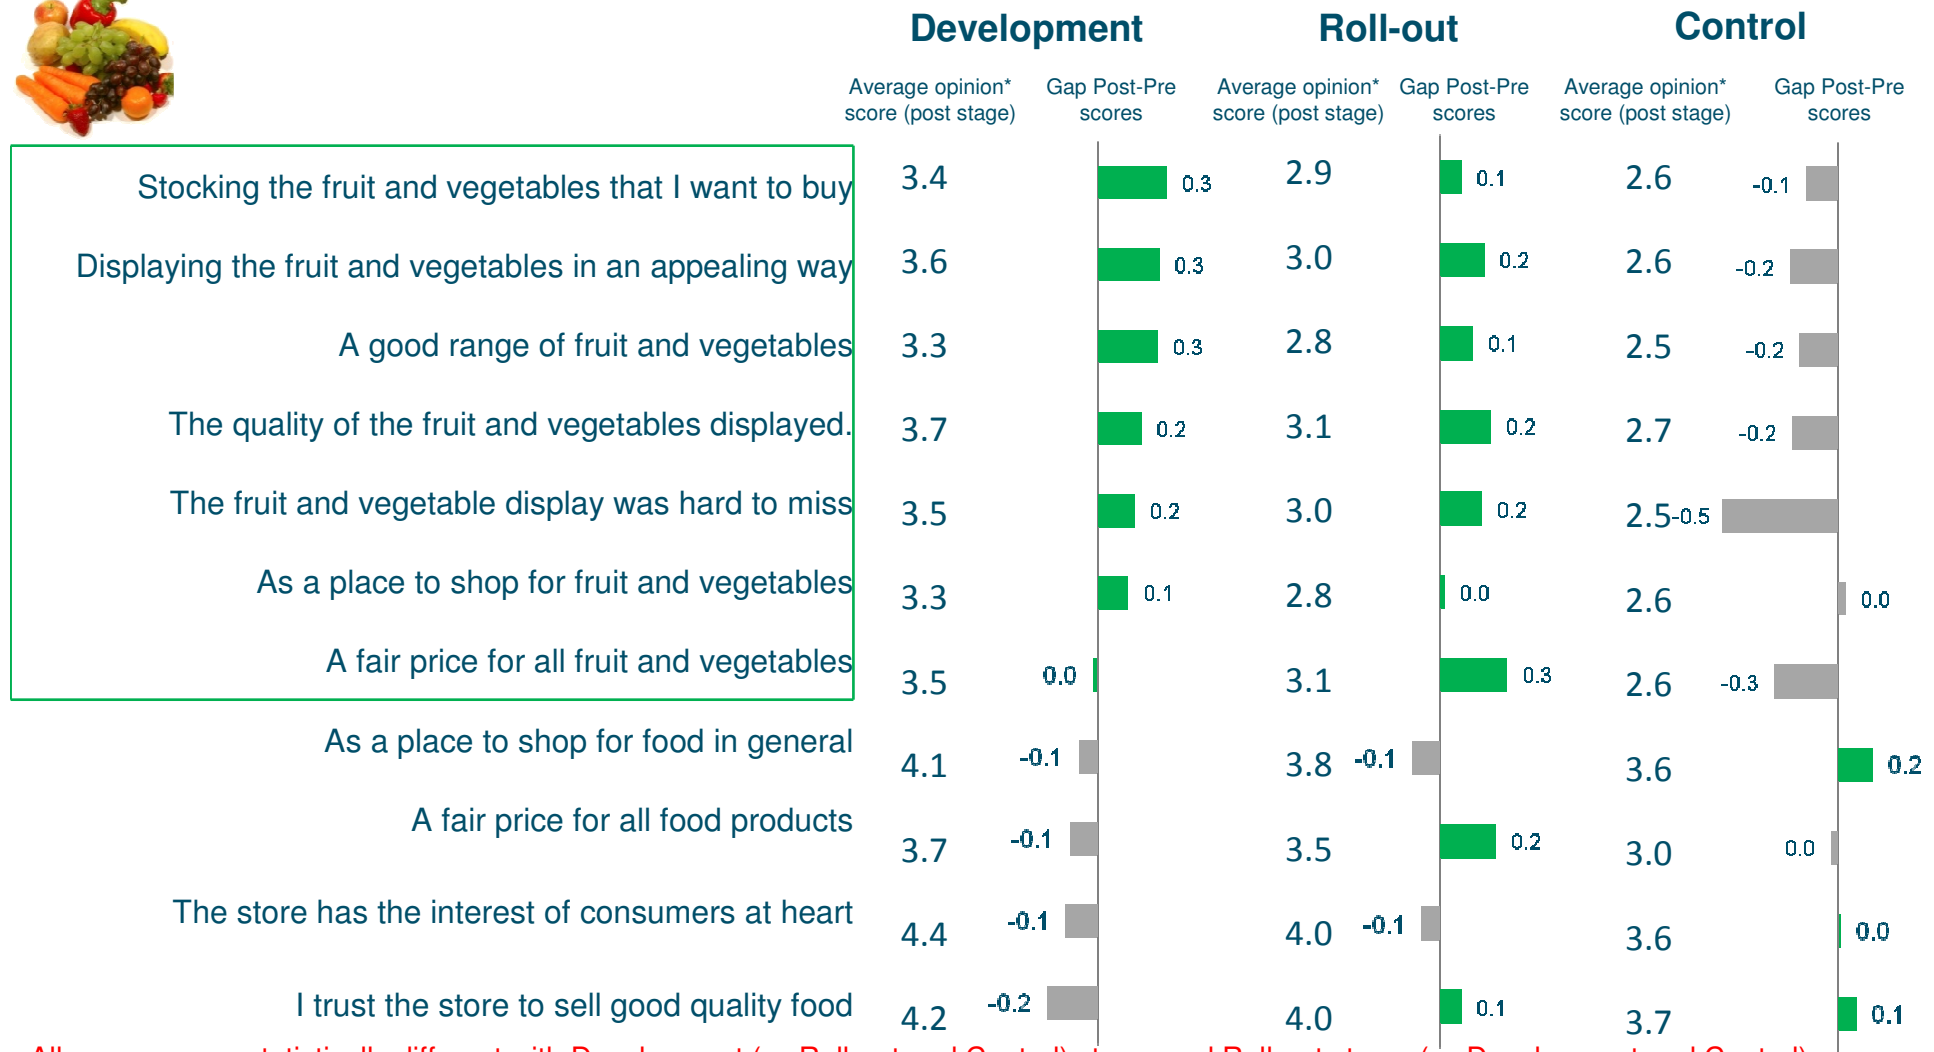 Development Roll-out Control
Average opinion* Gap Post-Pre Average opinion* Gap Post-Pre Average opinion* Gap Post-Pre
score (post stage) scores score (post stage) scores score (post stage) scores
Stocking the fruit and vegetables that I want to buy 3.4 0.3 2.9 0.1 2.6 -0.1
Displaying the fruit and vegetables in an appealing way 3.6 0.3 3.0 0.2 2.6 -0.2
A good range of fruit and vegetables 3.3 0.3 2.8 0.1 2.5 -0.2
The quality of the fruit and vegetables displayed. 3.7 0.2 3.1 0.2 2.7 -0.2
The fruit and vegetable display was hard to miss 3.5 0.2 3.0 0.2 2.5 -0.5
As a place to shop for fruit and vegetables 3.3 0.1 2.8 0.0 2.6 0.0
A fair price for all fruit and vegetables 3.5 0.0 3.1 0.3 2.6 -0.3
As a place to shop for food in general 4.1 -0.1 3.8 -0.1 3.6 0.2
A fair price for all food products 3.7 -0.1 3.5 0.2 3.0 0.0
The store has the interest of consumers at heart 4.4 -0.1 4.0 -0.1 3.6 0.0
I trust the store to sell good quality food 4.2 -0.2 4.0 0.1 3.7 0.1